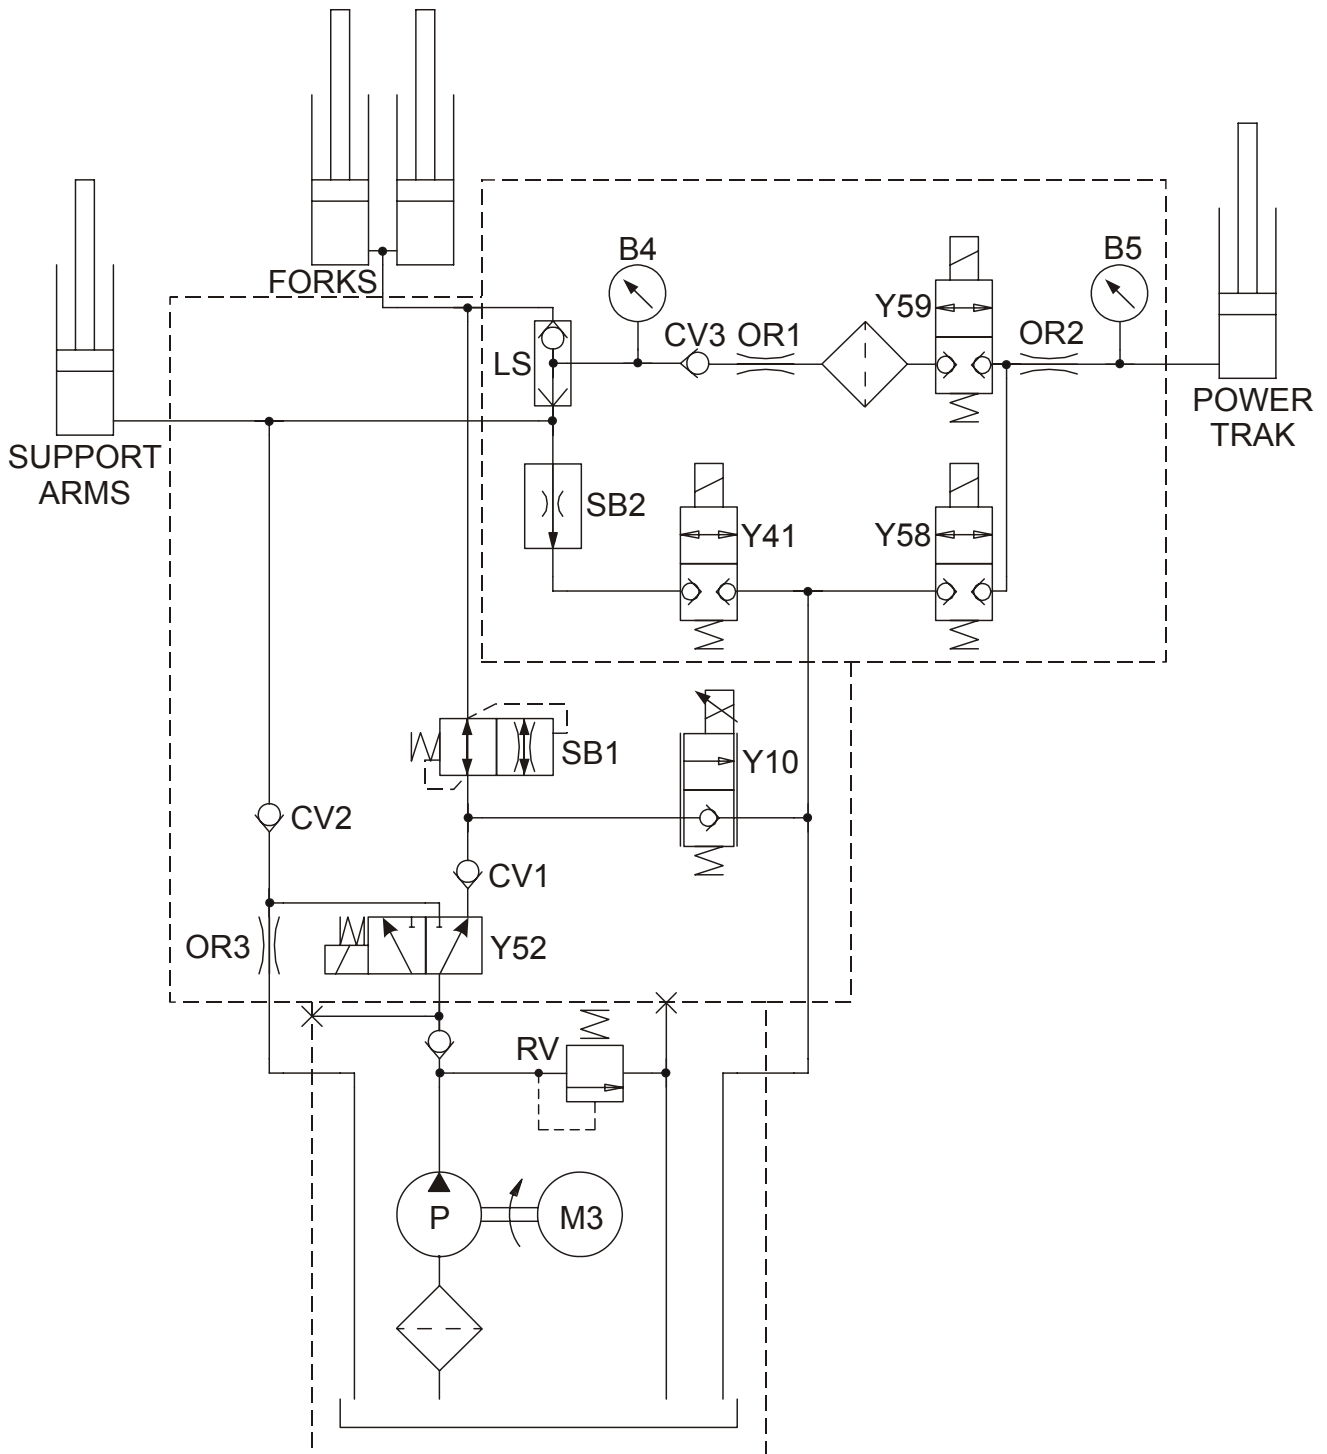 B4
B5
FORKS
Y59
CV3
OR1
OR2
LS
POWER
TRAK
SUPPORT
ARMS
SB2
Y41
Y58
SB1
Y10
CV2
CV1
OR3
Y52
RV
P
M3